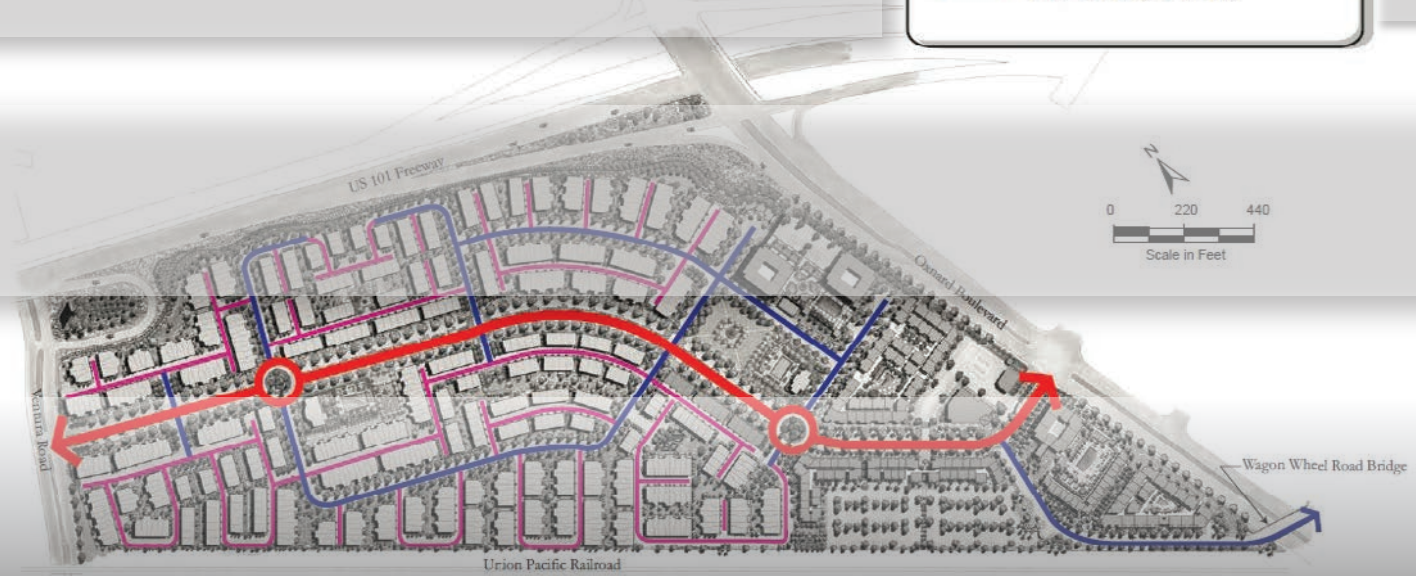 US 101 Freeway
N
0 220 440
Scale in Feet
Oxnard Boulevard
Ventura Road
Wagon Wheel Road Bridge
Union Pacific Railroad